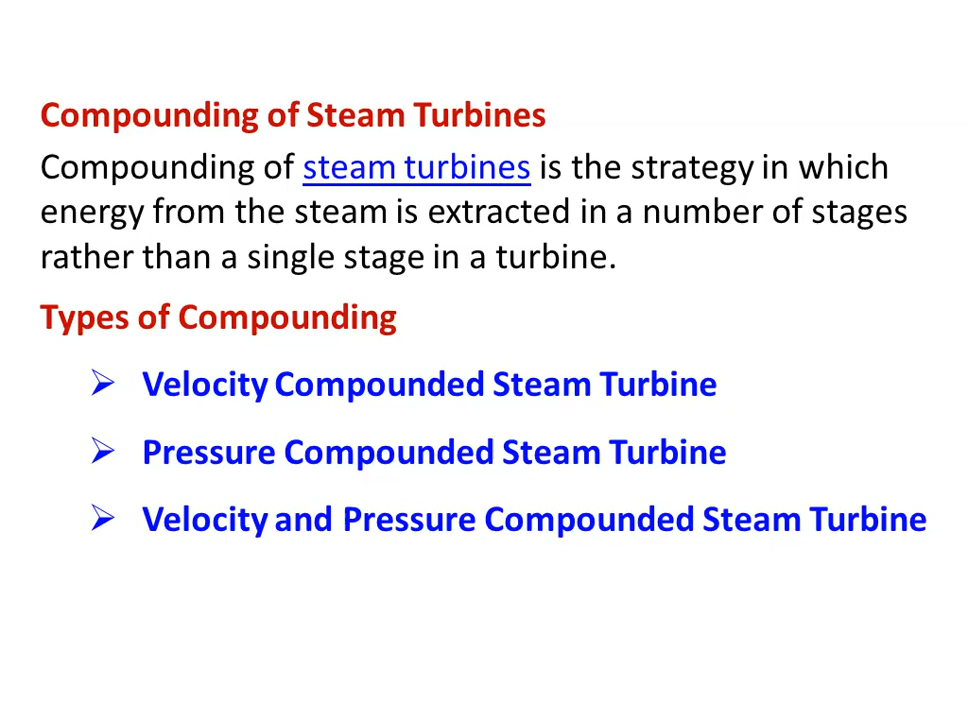 Compounding of Steam Turbines
Compounding of steam turbines is the strategy in which
energy from the steam is extracted in a number of stages
rather than a single stage in a turbine.
Types of Compounding
➢ Velocity Compounded Steam Turbine
➢ Pressure Compounded Steam Turbine
➢ Velocity and Pressure Compounded Steam Turbine